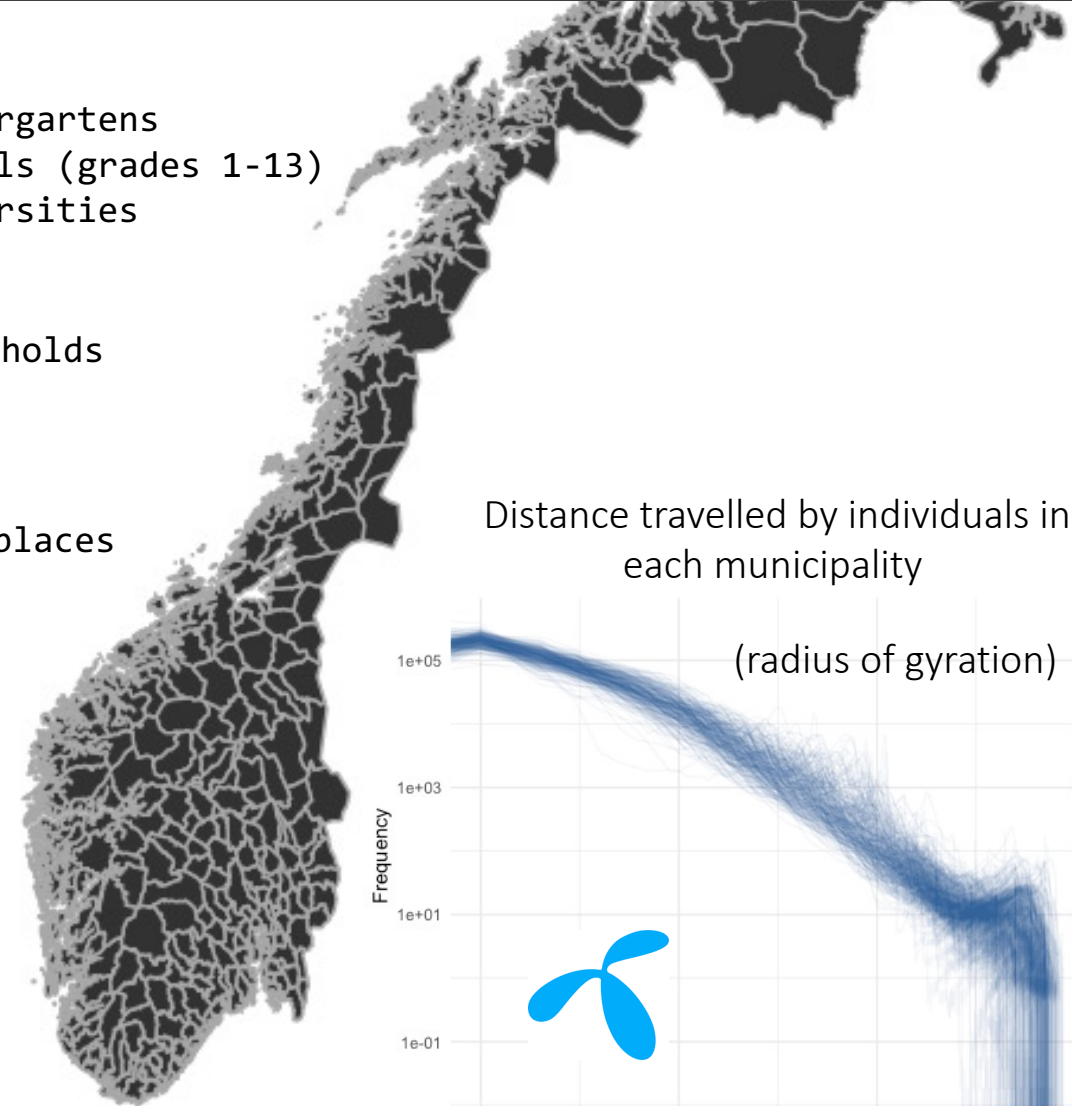 rgartens
ls (grades 1-13)
rsities
holds
places
Distance travelled by individuals in
each municipality
(radius of gyration)
1e+05
1e+03
Frequency
1e+01
1e-01